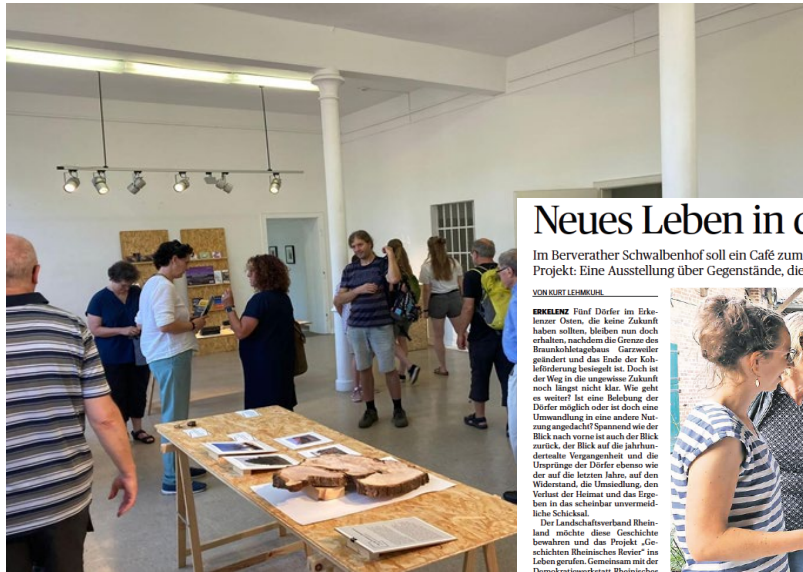 Neues Leben in d
Im Berverather Schwalbenhof soll ein Café zum
Projekt: Eine Ausstellung über Gegenstände, die
VON KURT LEHMKUHL
ERKELENZ Fünf Dörfer im Erke-
lenzer Osten, die keine Zukunft
haben sollten, bleiben nun doch
erhalten, nachdem die Grenze des
Braunkohletagebaus Garzweiler
geändert und das Ende der Koh-
leförderung besiegelt ist. Doch ist
der Weg in die ungewisse Zukunft
noch längst nicht klar. Wie geht
es weiter? Ist eine Belebung der
Dörfer möglich oder ist doch eine
Umwandlung in eine andere Nut-
zung angedacht? Spannend wie der
Blick nach vorne ist auch der Blick
zurück, der Blick auf die jahrhun-
dertealte Vergangenheit und die
Ursprünge der Dörfer ebenso wie
der auf die letzten Jahre, auf den
Widerstand, die Umsiedlung, den
Verlust der Heimat und das Erge-
ben in das scheinbar unvermeid-
liche Schicksal.
Der Landschaftsverband Rhein-
land möchte diese Geschichte
bewahren und das Projekt „Ge-
schichten Rheinisches Revier“ ins
Leben gerufen. Gemeinsam mit der
Demokratiewerkstatt Rheinisches